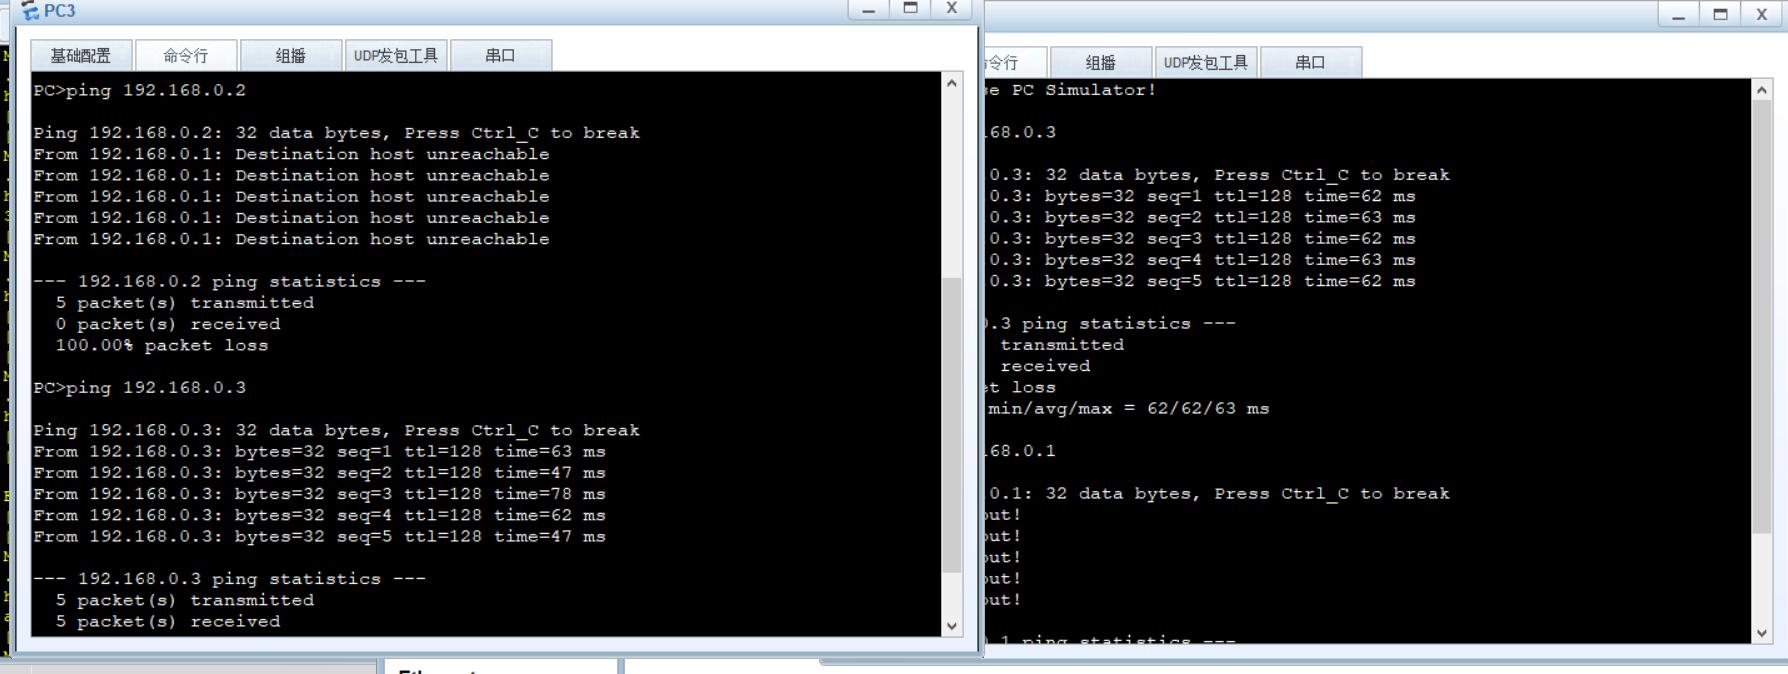 PC3
基础配置 命令行 组播 UDP发包工具 串口
PC>ping 192.168.0.2
Ping 192.168.0.2: 32 data bytes, Press Ctrl_C to break
From 192.168.0.1: Destination host unreachable
From 192.168.0.1: Destination host unreachable
From 192.168.0.1: Destination host unreachable
From 192.168.0.1: Destination host unreachable
From 192.168.0.1: Destination host unreachable
--- 192.168.0.2 ping statistics ---
5 packet(s) transmitted
0 packet(s) received
100.00% packet loss
PC>ping 192.168.0.3
Ping 192.168.0.3: 32 data bytes, Press Ctrl_C to break
From 192.168.0.3: bytes=32 seq=1 ttl=128 time=63 ms
From 192.168.0.3: bytes=32 seq=2 ttl=128 time=47 ms
From 192.168.0.3: bytes=32 seq=3 ttl=128 time=78 ms
From 192.168.0.3: bytes=32 seq=4 ttl=128 time=62 ms
From 192.168.0.3: bytes=32 seq=5 ttl=128 time=47 ms
--- 192.168.0.3 ping statistics ---
5 packet(s) transmitted
5 packet(s) received
令行 组播 UDP发包工具 串口
se PC Simulator!
.68.0.3
0.3: 32 data bytes, Press Ctrl_C to break
0.3: bytes=32 seq=1 ttl=128 time=62 ms
0.3: bytes=32 seq=2 ttl=128 time=63 ms
0.3: bytes=32 seq=3 ttl=128 time=62 ms
0.3: bytes=32 seq=4 ttl=128 time=63 ms
0.3: bytes=32 seq=5 ttl=128 time=62 ms
.3 ping statistics ---
transmitted
received
et loss
min/avg/max = 62/62/63 ms
.68.0.1
0.1: 32 data bytes, Press Ctrl_C to break
out!
out!
out!
out!
out!
.1 ping statistics ---